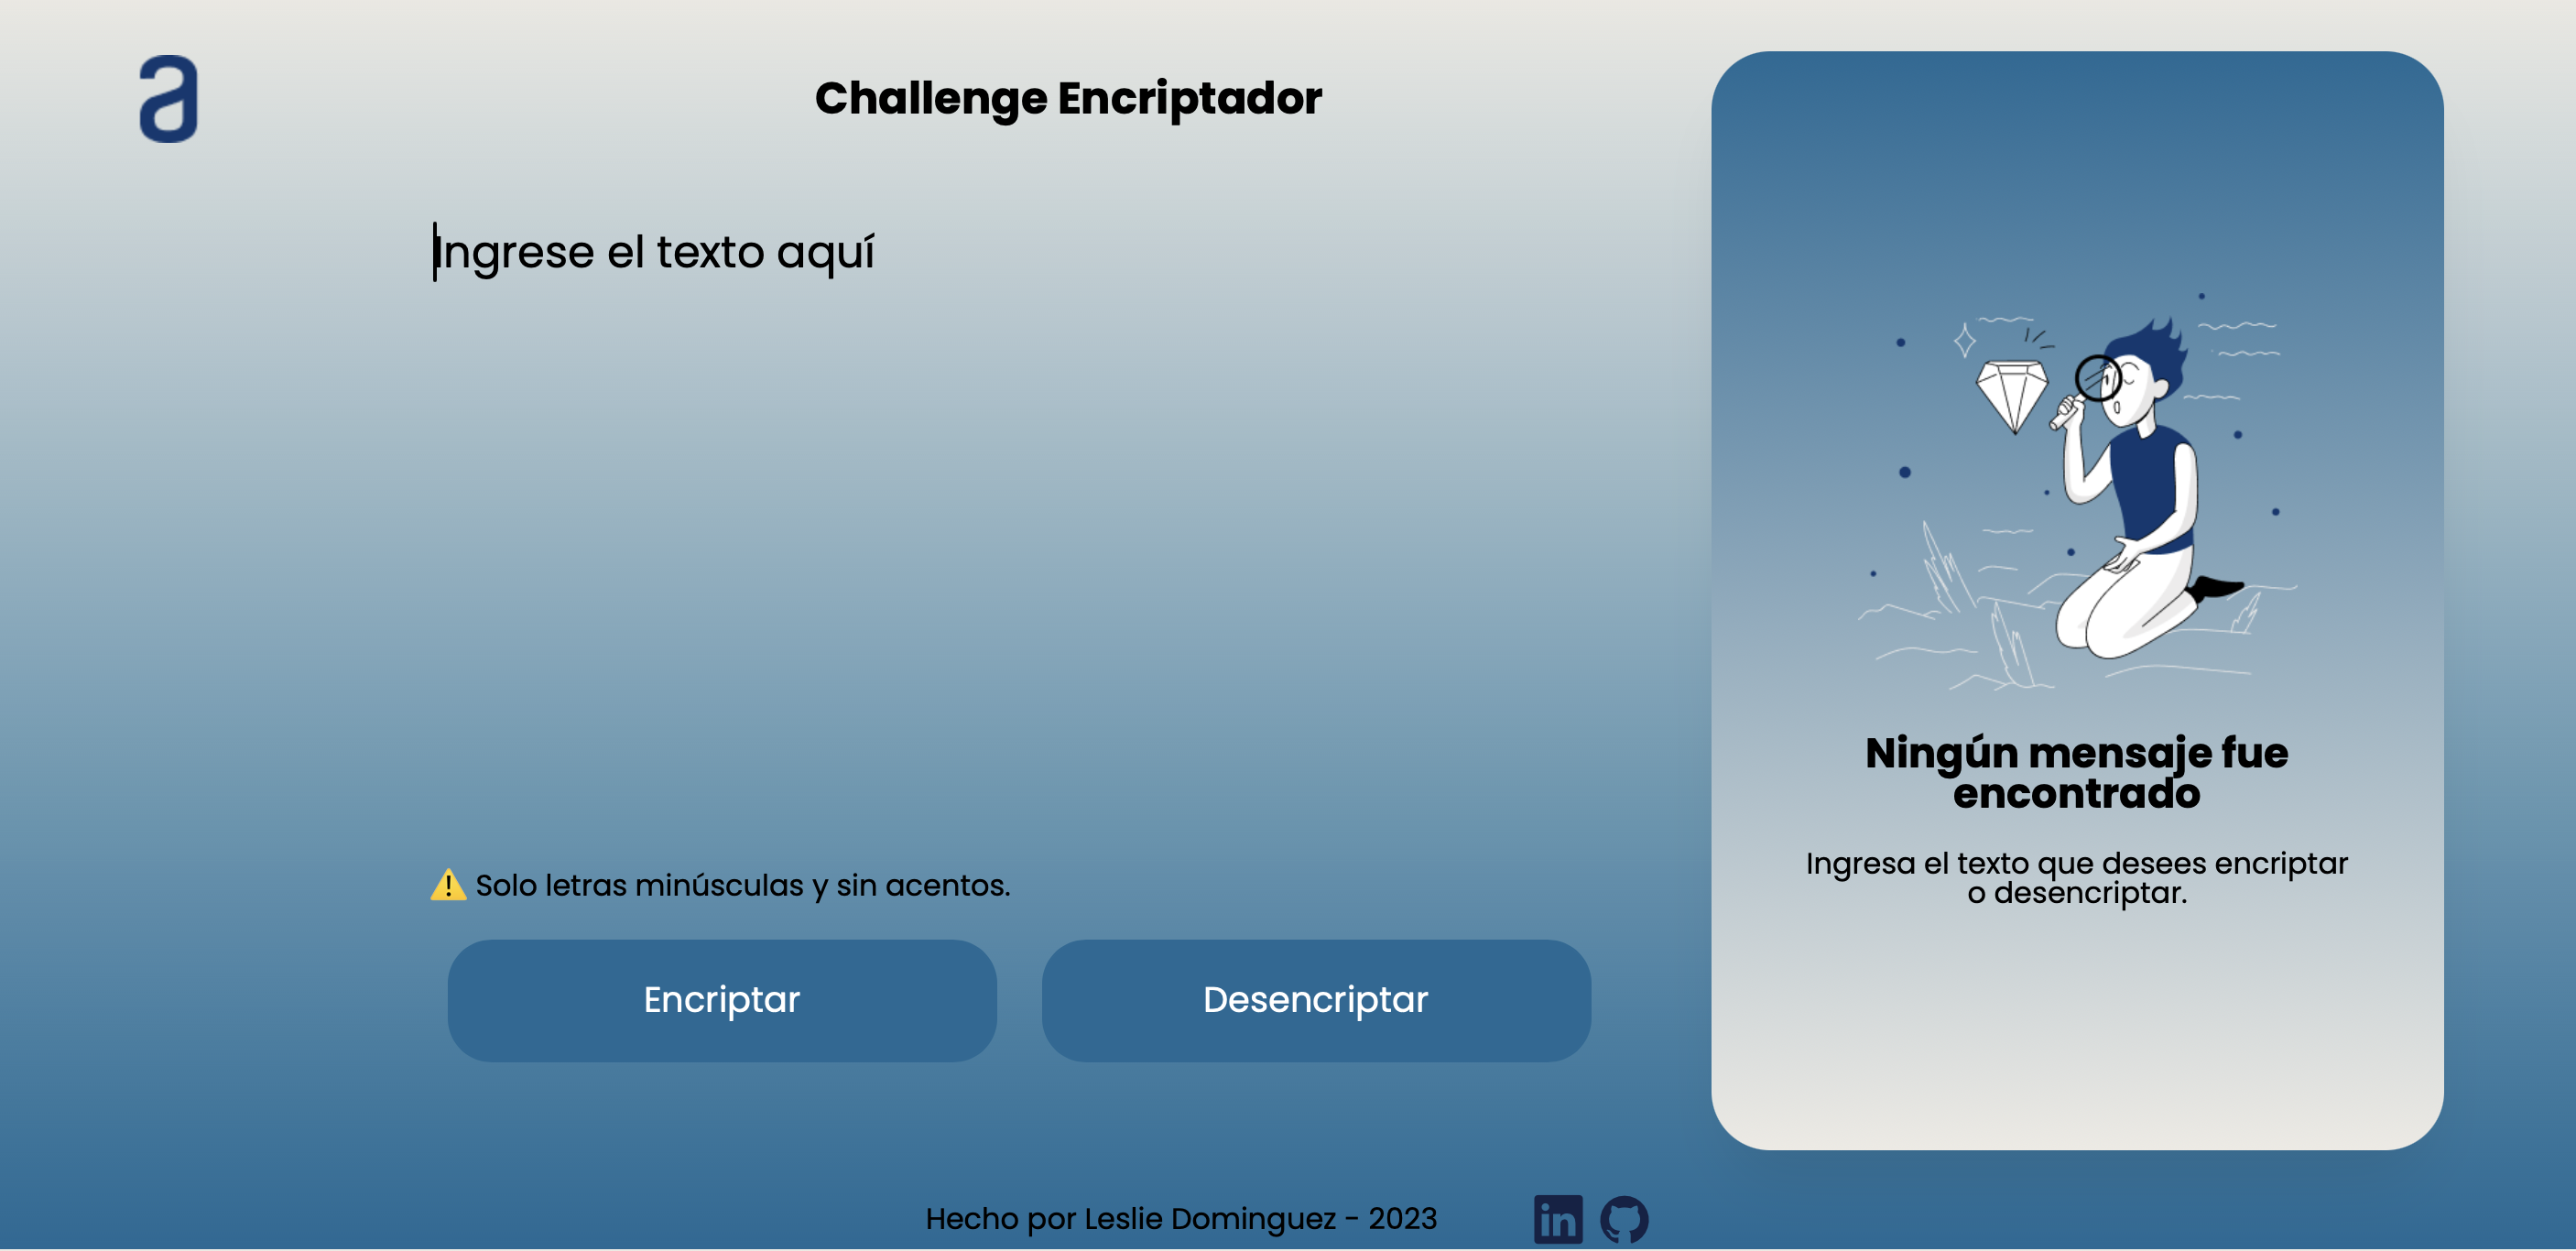 a
Challenge Encriptador
Ingrese el texto aquí
⚠️ Solo letras minúsculas y sin acentos.
Encriptar
Desencriptar
Ningún mensaje fue
encontrado
Ingresa el texto que desees encriptar
o desencriptar.
Hecho por Leslie Dominguez - 2023
in